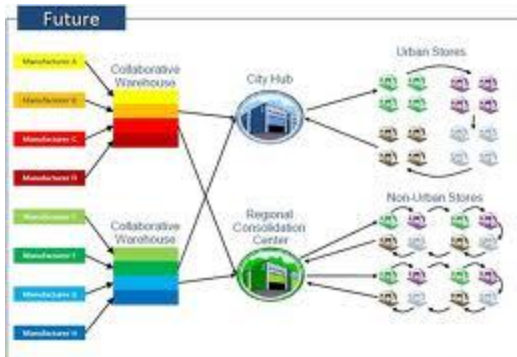 Future
Manufacturer A
Manufacturer B
Manufacturer C
Manufacturer D
Collaborative
Warehouse
City Hub
Urban Stores
Manufacturer
Manufacturer
Manufacturer G
Manufacturer H
Collaborative
Warehouse
Regional
Consolidation
Center
Non-Urban Stores